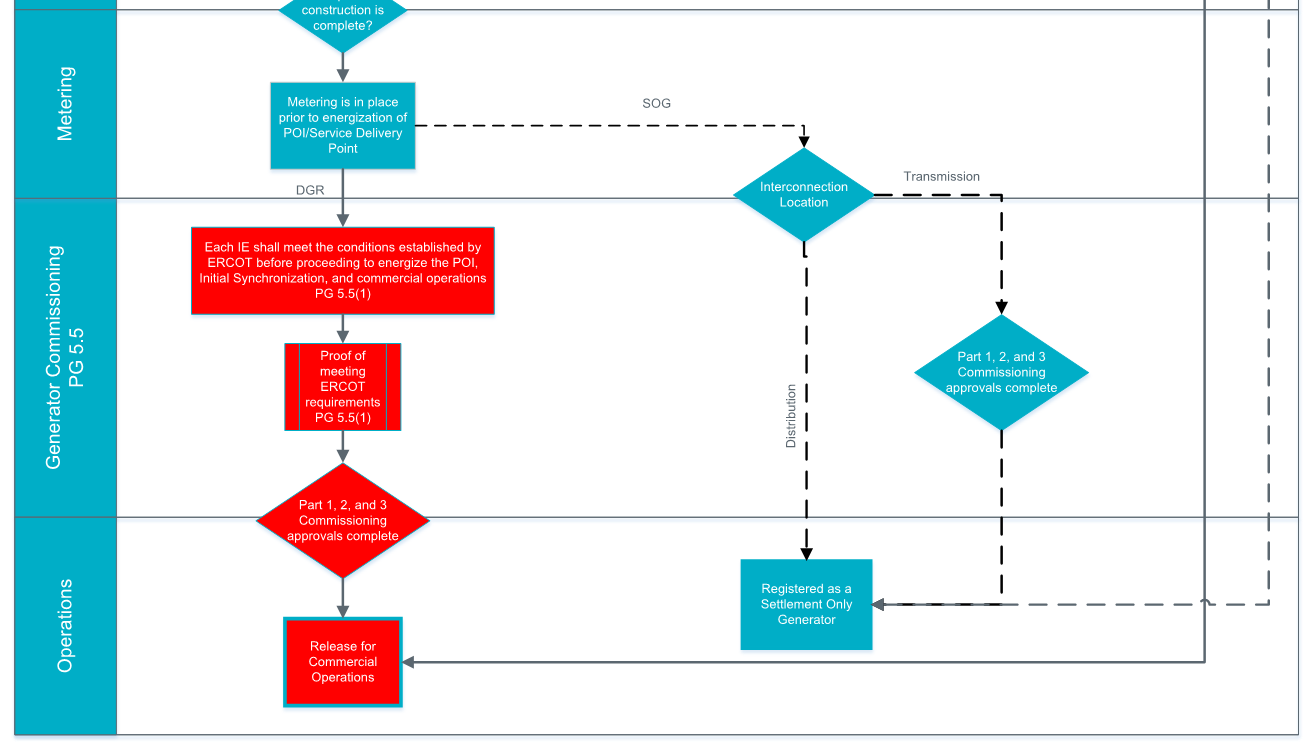 construction is
complete?
Metering
Metering is in place
prior to energization of
POI/Service Delivery
Point
SOG
DGR
Interconnection
Location
Transmission
Generator Commissioning
PG 5.5
Each IE shall meet the conditions established by
ERCOT before proceeding to energize the POI,
Initial Synchronization, and commercial operations
PG 5.5(1)
Proof of
meeting
ERCOT
requirements
PG 5.5(1)
Distribution
Part 1, 2, and 3
Commissioning
approvals complete
Part 1, 2, and 3
Commissioning
approvals complete
Operations
Registered as a
Settlement Only
Generator
Release for
Commercial
Operations